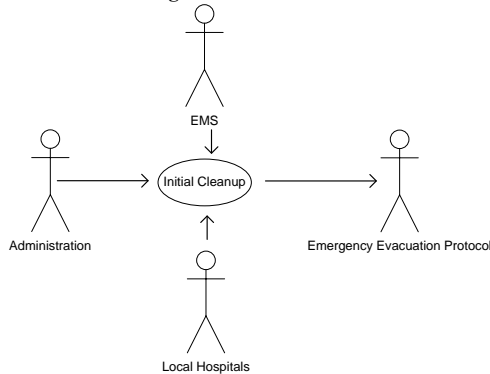 EMS
Initial Cleanup
Administration
Emergency Evacuation Protocol
Local Hospitals